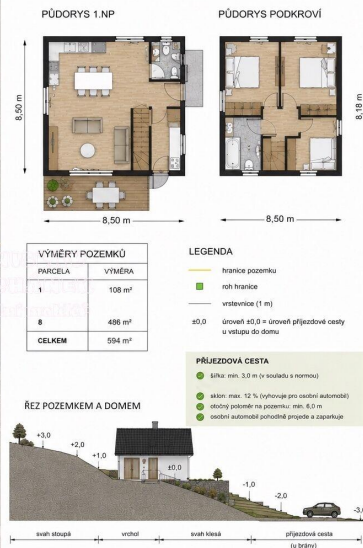 PŮDORYS 1.NP
PŮDORYS PODKROVÍ
8,50 m
8,50 m
8,18 m
8,50 m
VÝMĚRY POZEMKŮ
PARCELA VÝMĚRA
1 108 m²
8 486 m²
CELKEM 594 m²
LEGENDA
hranice pozemku
roh hranice
vrstevnice (1 m)
±0,0 úroveň ±0,0 = úroveň příjezdové cesty
u vstupu do domu
PŘÍJEZDOVÁ CESTA
šířka: min. 3,0 m (v souladu s normou)
sklon: max. 12 % (vyhovuje pro osobní automobil)
otočný poloměr na pozemku: min. 6,0 m
osobní automobil pohodlně projede a zaparkuje
ŘEZ POZEMKEM A DOMEM
+3,0
+2,0
+1,0
±0,0
-1,0
-2,0
-3,0
svah stoupá
vrchol
svah klesá
příjezdová cesta
(u brány)